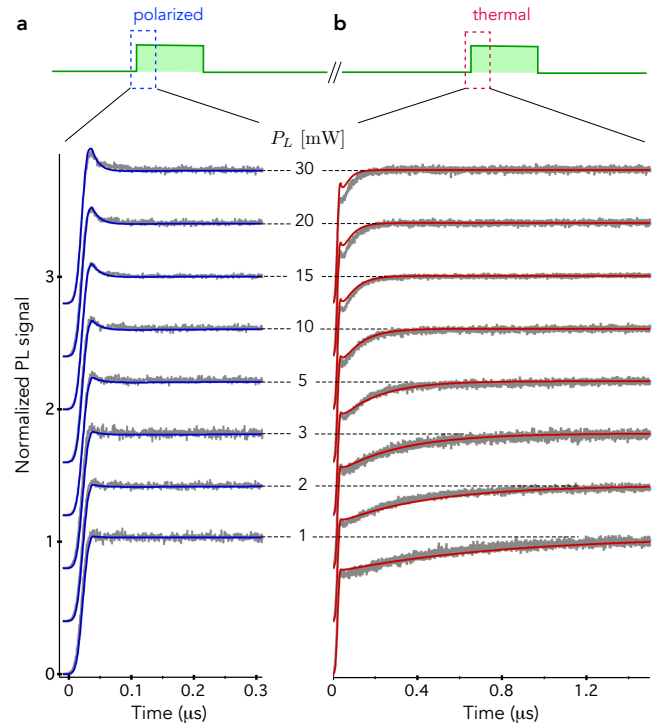 a
polarized
b
thermal
//
P_L [mW]
30
20
15
10
5
3
2
1
Normalized PL signal
3
2
1
0
0
0.1
0.2
0.3
Time (µs)
0
0.4
0.8
1.2
Time (µs)